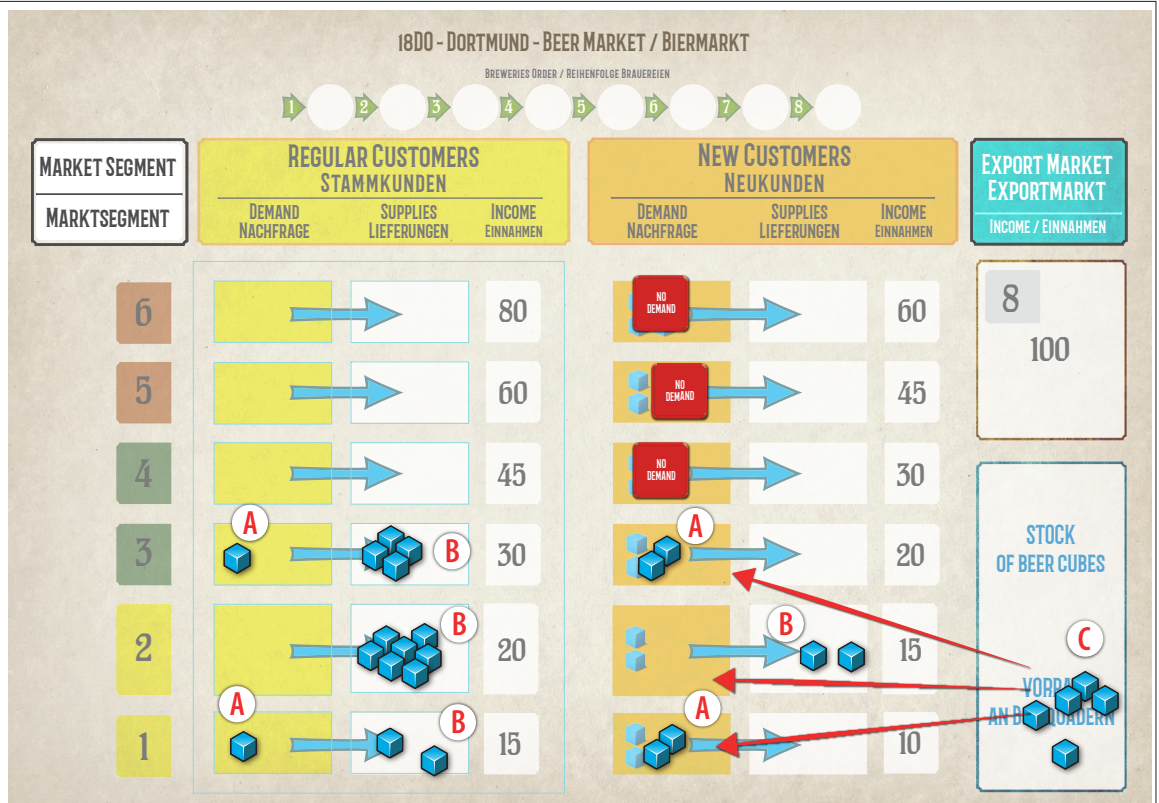 18DO - DORTMUND - BEER MARKET / BIERMARKT
BREWERIES ORDER / REIHENFOLGE BRAUEREIEN
1 2 3 4 5 6 7 8
MARKET SEGMENT
MARKTSEGMENT
REGULAR CUSTOMERS
STAMMKUNDEN
DEMAND
NACHFRAGE
SUPPLIES
LIEFERUNGEN
INCOME
EINNAHMEN
NEW CUSTOMERS
NEUKUNDEN
DEMAND
NACHFRAGE
SUPPLIES
LIEFERUNGEN
INCOME
EINNAHMEN
EXPORT MARKET
EXPORTMARKT
INCOME / EINNAHMEN
6
80
NO
DEMAND
60
5
60
NO
DEMAND
45
4
45
NO
DEMAND
30
3
A
B
30
A
20
2
B
20
B
15
1
A
B
15
A
10
8
100
STOCK
OF BEER CUBES
C
AN